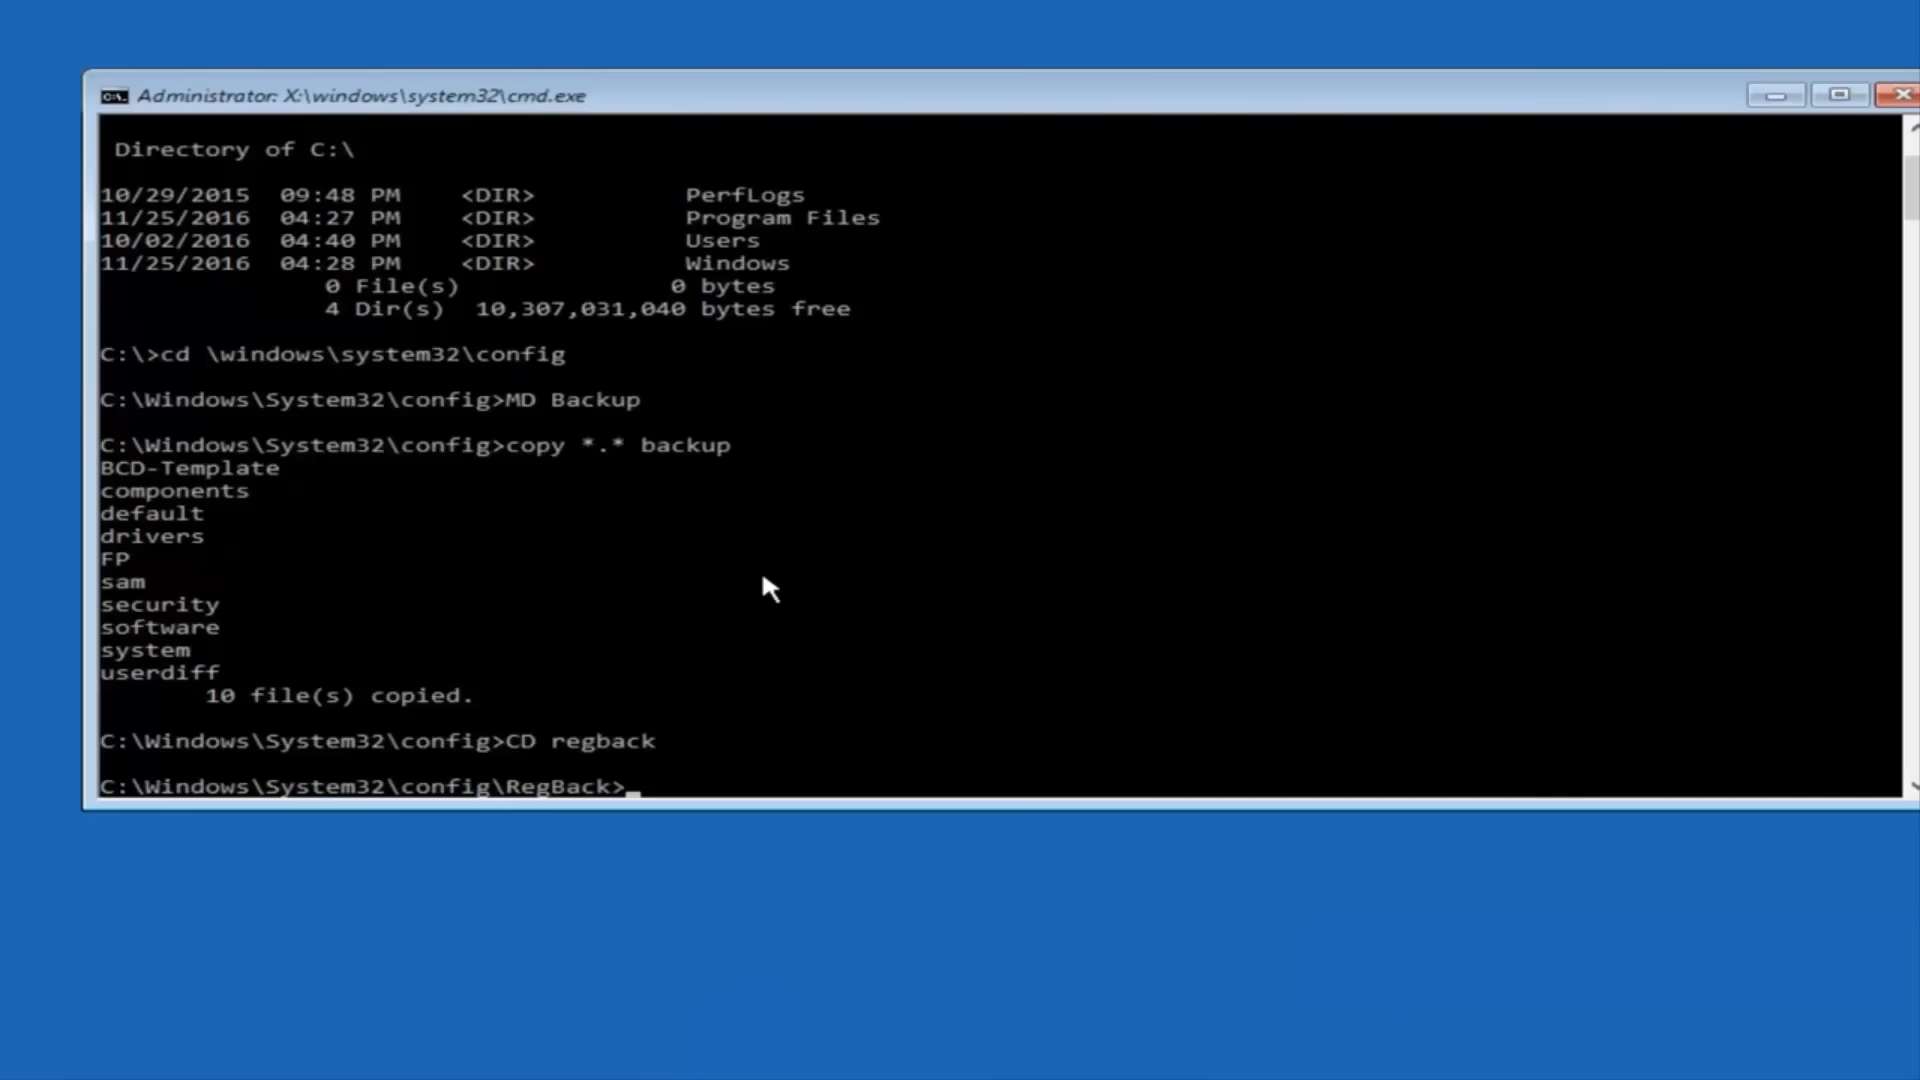 Administrator: X:\windows\system32\cmd.exe
Directory of C:\
10/29/2015  09:48 PM    <DIR>          PerfLogs
11/25/2016  04:27 PM    <DIR>          Program Files
10/02/2016  04:40 PM    <DIR>          Users
11/25/2016  04:28 PM    <DIR>          Windows
0 File(s)              0 bytes
4 Dir(s)  10,307,031,040 bytes free
C:\>cd \windows\system32\config
C:\Windows\System32\config>MD Backup
C:\Windows\System32\config>copy *.* backup
BCD-Template
components
default
drivers
FP
sam
security
software
system
userdiff
10 file(s) copied.
C:\Windows\System32\config>CD regback
C:\Windows\System32\config\RegBack>